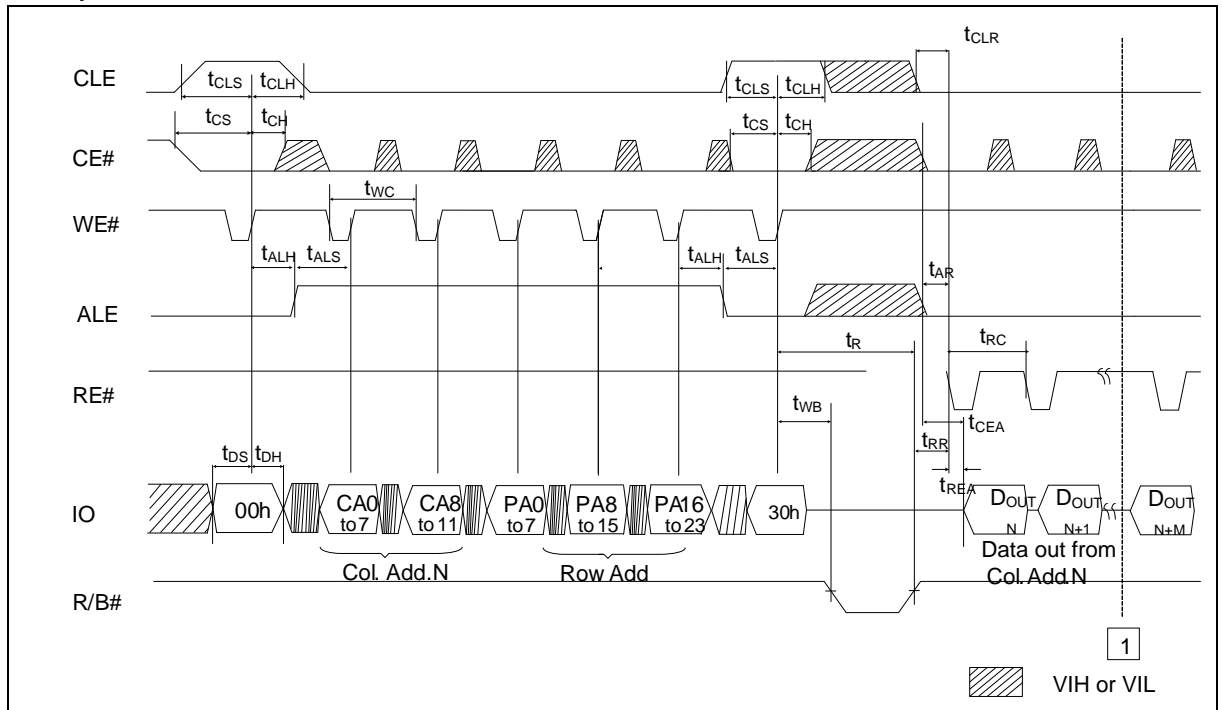 tCLR
CLE
tCLS
tCLH
tCLS
tCLH
tCS
tCH
tCS
tCH
CE#
tWC
WE#
tALH
tALS
tALH
tALS
tAR
ALE
tR
tRC
RE#
tWB
tCEA
tRR
tDS
tDH
tREA
IO
00h
CA0
to 7
CA8
to 11
PA0
to 7
PA8
to 15
PA16
to 23
30h
DOUT
N
DOUT
N+1
DOUT
N+M
Col. Add.N
Row Add
Data out from
Col.Add.N
R/B#
1
VIH or VIL